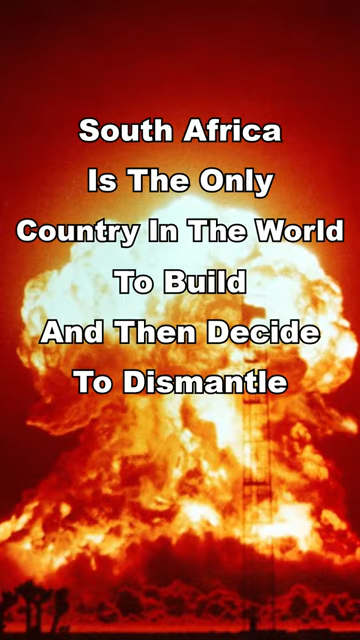 South Africa
Is The Only
Country In The World
To Build
And Then Decide
To Dismantle